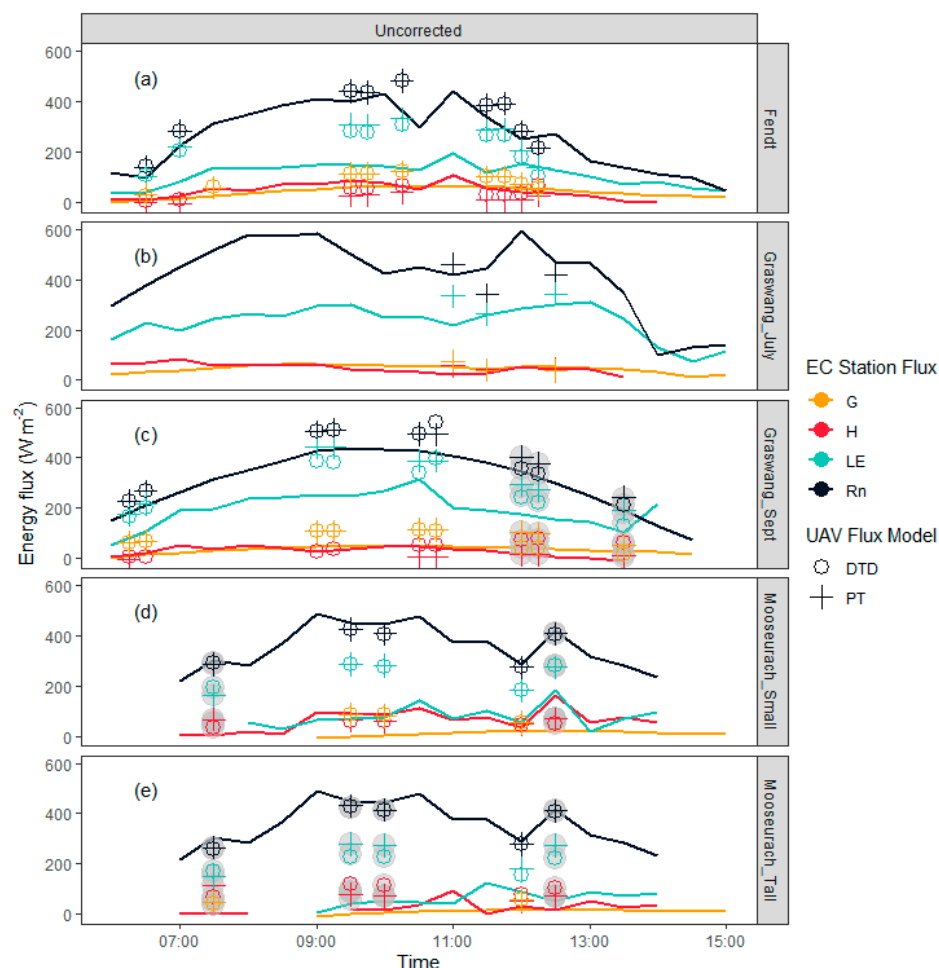 Uncorrected
600
400
200
0
(a)
Fendt
600
400
200
0
(b)
Graswang_July
600
400
200
0
(c)
Graswang_Sept
600
400
200
0
(d)
Mooseurach_Small
600
400
200
0
(e)
Mooseurach_Tall
Energy flux (W m⁻²)
07:00 09:00 11:00 13:00 15:00
Time
EC Station Flux
G
H
LE
Rn
UAV Flux Model
DTD
PT